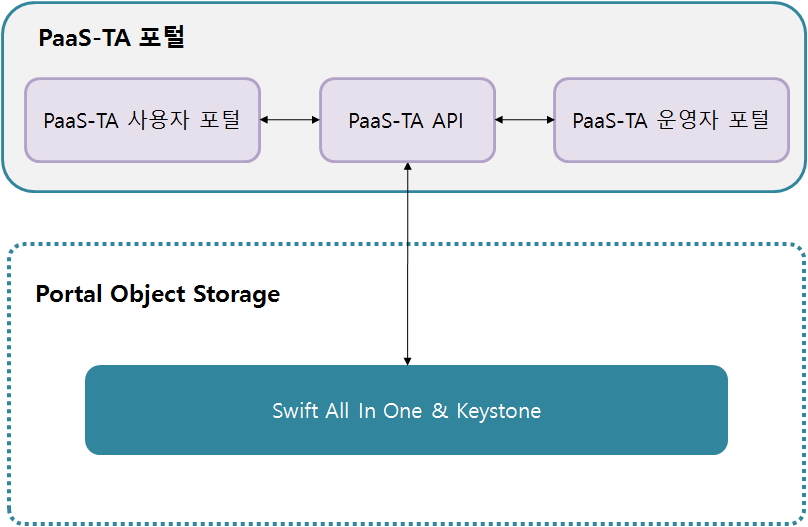 PaaS-TA 포털
PaaS-TA 사용자 포털
PaaS-TA API
PaaS-TA 운영자 포털
Portal Object Storage
Swift All In One & Keystone